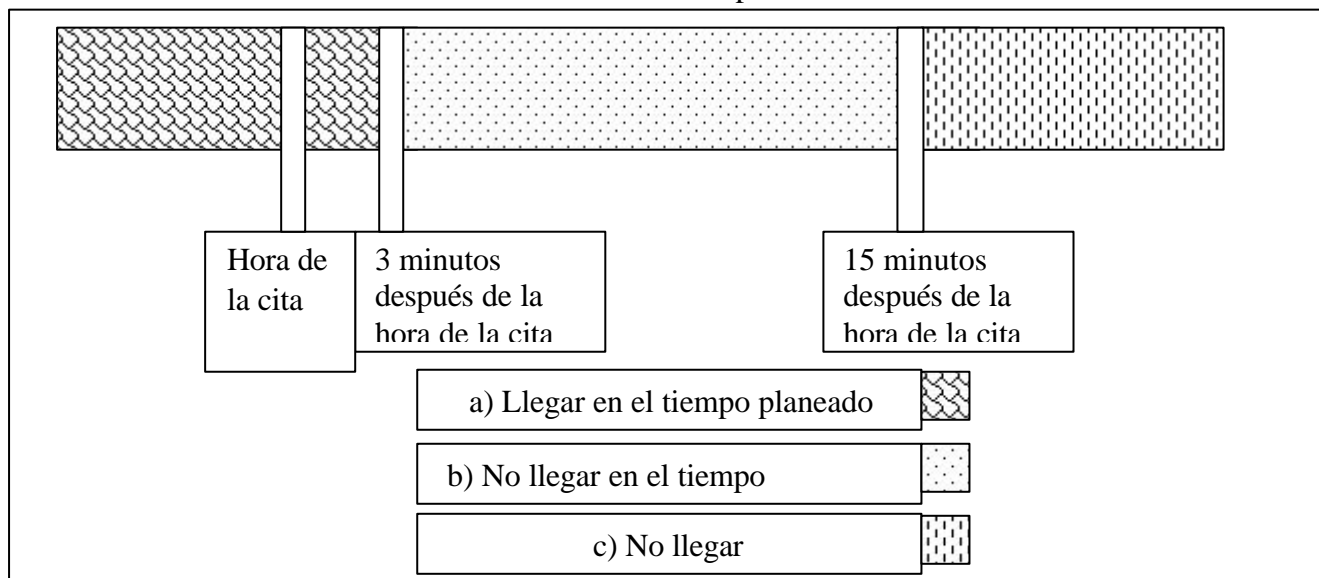 Hora de
la cita
3 minutos
después de la
hora de la cita
15 minutos
después de la
hora de la cita
a) Llegar en el tiempo planeado
b) No llegar en el tiempo
c) No llegar